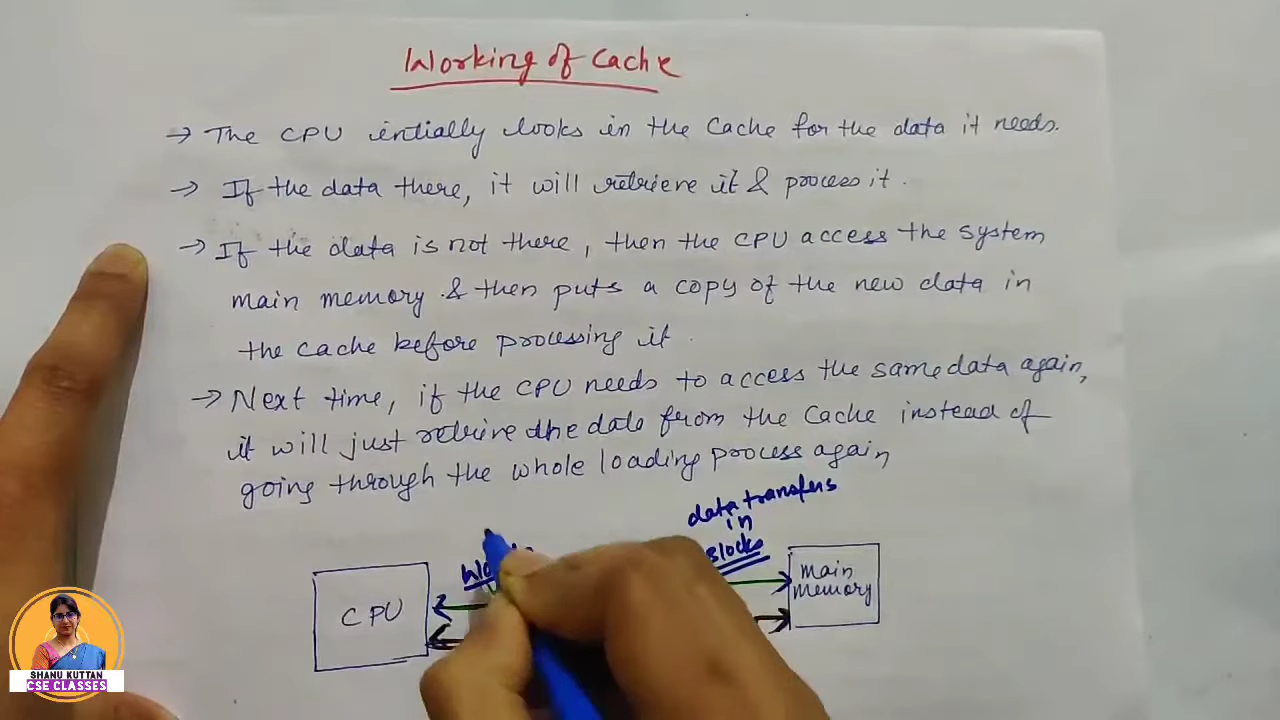 Working of Cache
→ The CPU intially looks in the Cache for the data it needs.
→ If the data there, it will retrieve it & process it.
→ If the data is not there, then the CPU access the system
main memory & then puts a copy of the new data in
the cache before processing it.
→ Next time, if the CPU needs to access the same data again,
it will just retrive the data from the Cache instead of
going through the whole loading process again,
data transfers
in
CPU
main
memory
SHANU KUTTAN
CSE CLASSES